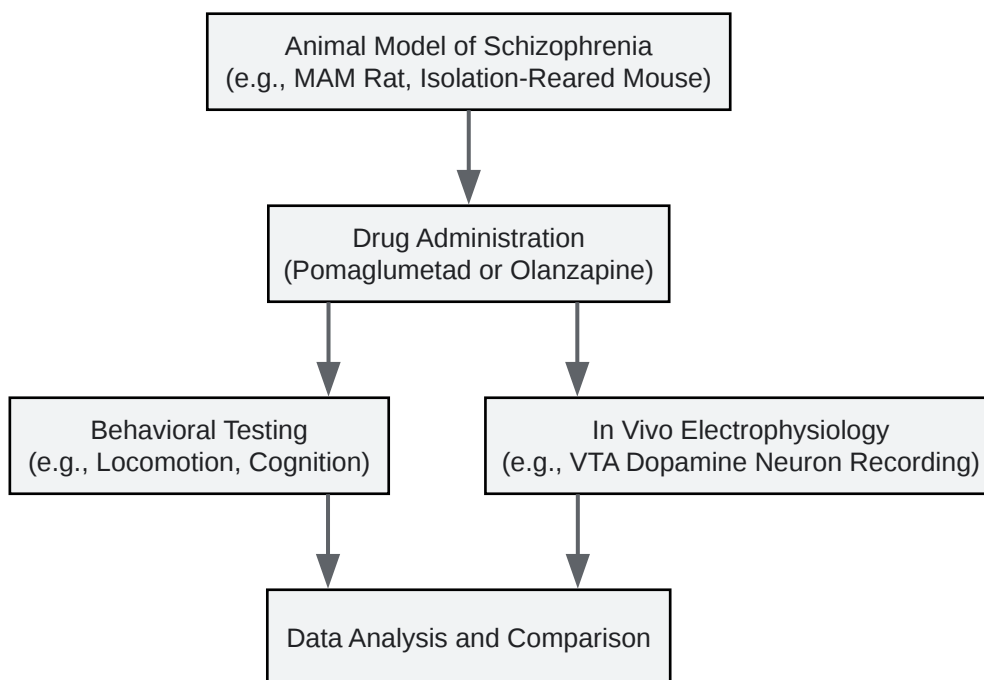 Animal Model of Schizophrenia
(e.g., MAM Rat, Isolation-Reared Mouse)
Drug Administration
(Pomaglumetad or Olanzapine)
Behavioral Testing
(e.g., Locomotion, Cognition)
In Vivo Electrophysiology
(e.g., VTA Dopamine Neuron Recording)
Data Analysis and Comparison